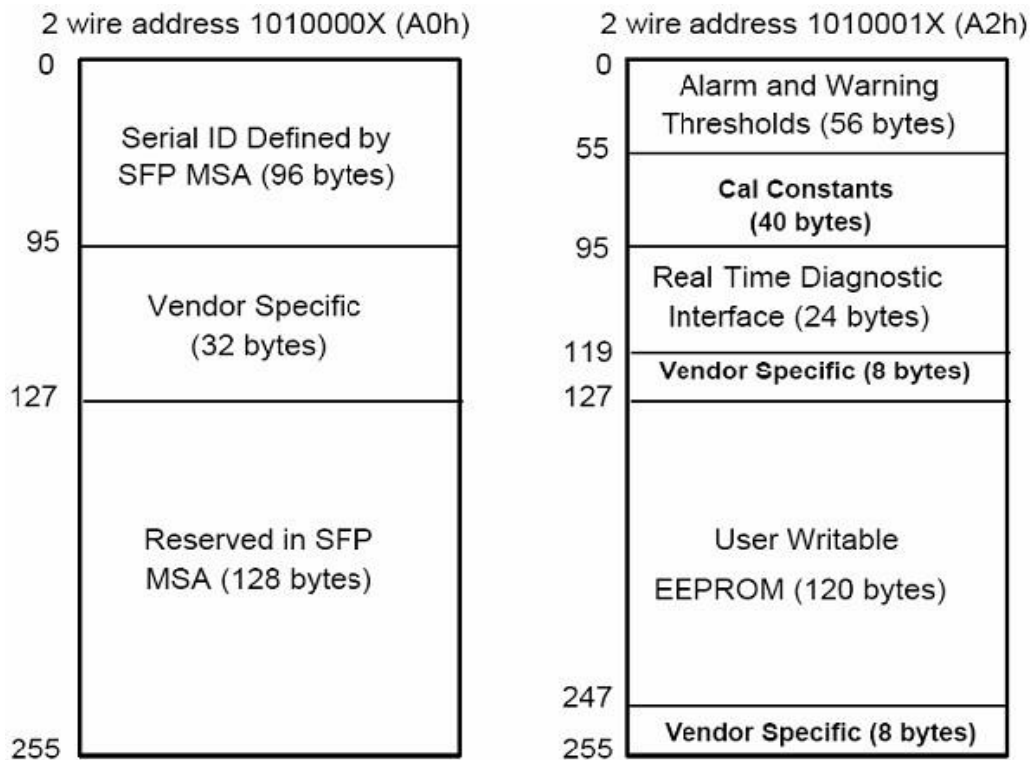 2 wire address 1010000X (A0h)
0
Serial ID Defined by
SFP MSA (96 bytes)
95
Vendor Specific
(32 bytes)
127
Reserved in SFP
MSA (128 bytes)
255
2 wire address 1010001X (A2h)
0
Alarm and Warning
Thresholds (56 bytes)
55
Cal Constants
(40 bytes)
95
Real Time Diagnostic
Interface (24 bytes)
119
Vendor Specific (8 bytes)
127
User Writable
EEPROM (120 bytes)
247
Vendor Specific (8 bytes)
255